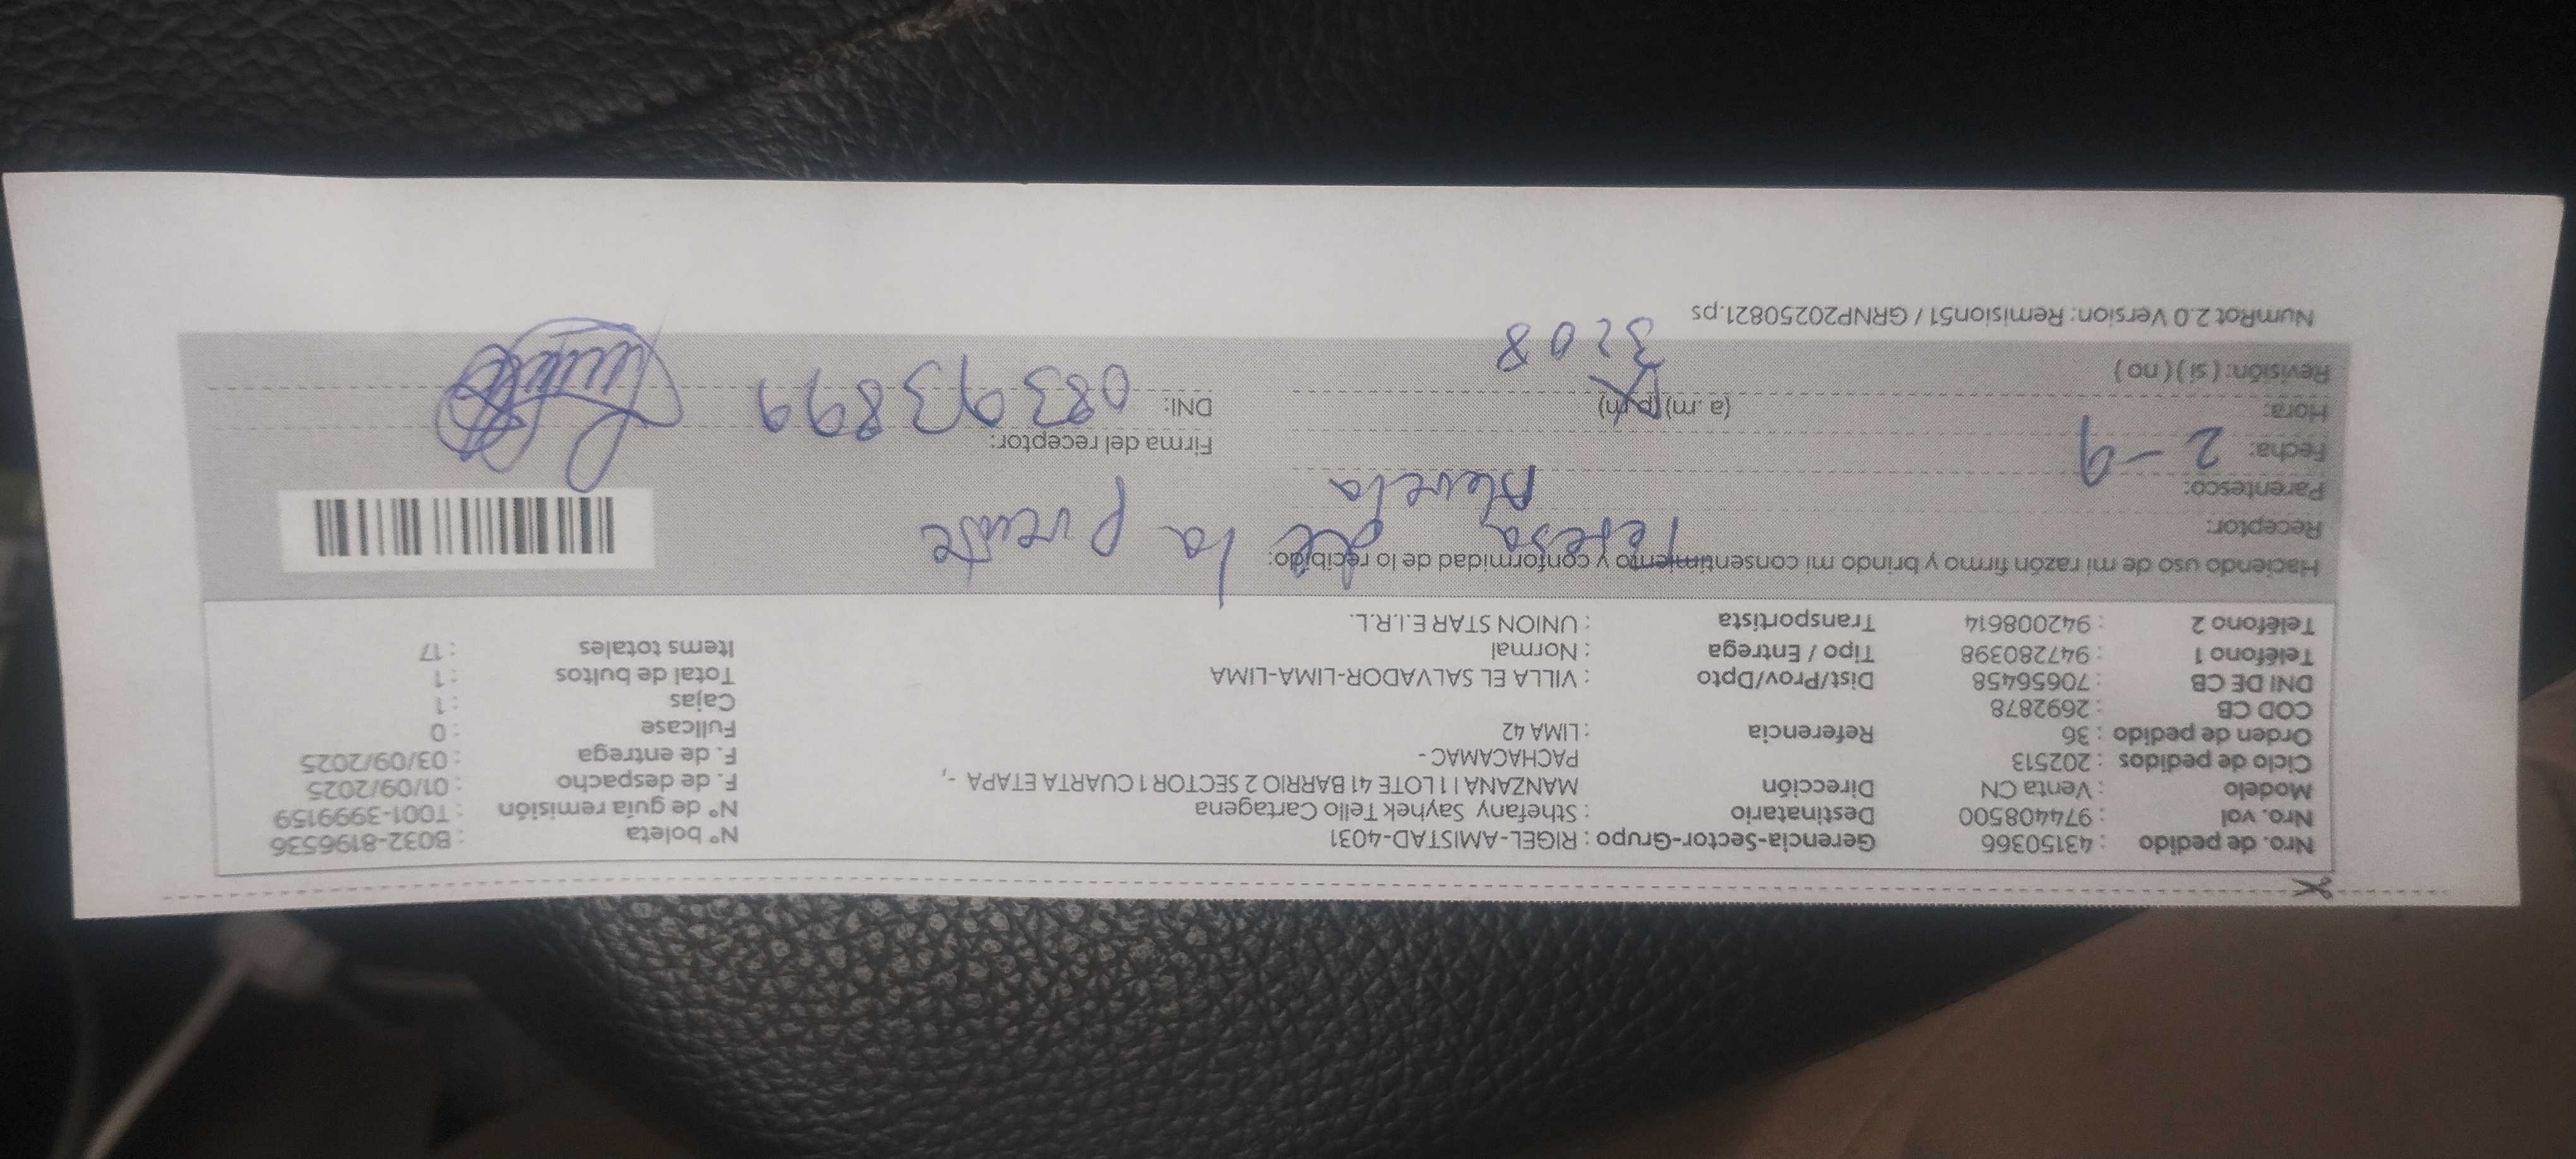 Nro. de pedido : 43150366 Gerencia-Sector-Grupo : RIGEL-AMISTAD-4031 N° boleta : B032-8196536
Nro. vol : 974408500 Destinatario : Sthefany Saynek Tello Cartagena N° de guia remisión : T001-3999159
Modelo : Venta CN Dirección MANZANA I 1 LOTE 41 BARRIO 2 SECTOR 1 CUARTA ETAPA -, F. de despacho : 01/09/2025
Ciclo de pedidos : 202513 PACHACAMAC- F. de entrega : 03/09/2025
Orden de pedido : 36 Referencia : LIMA 42 Fullcase : 0
COD CB : 2692878 Cajas : 1
DNI DE CB : 70656458 Dist/Prov/Dpto : VILLA EL SALVADOR-LIMA-LIMA Total de bultos : 1
Teléfono 1 : 947280398 Tipo / Entrega : Normal Items totales : 17
Teléfono 2 : 942008614 Transportista : UNION STAR E.I.R.L.
Haciendo uso de mi razón firmo y brindo mi consentimiento y conformidad de lo recibido:
Receptor: Teresa de la puente
Parentesco: Abuela
Fecha: 2-9 Firma del receptor:
Hora: (a .m) (p.m) DNI: 08393899
Revisión: ( si ) ( no ) 3208
NumRot 2.0 Version: Remision51 / GRNP20250821.ps